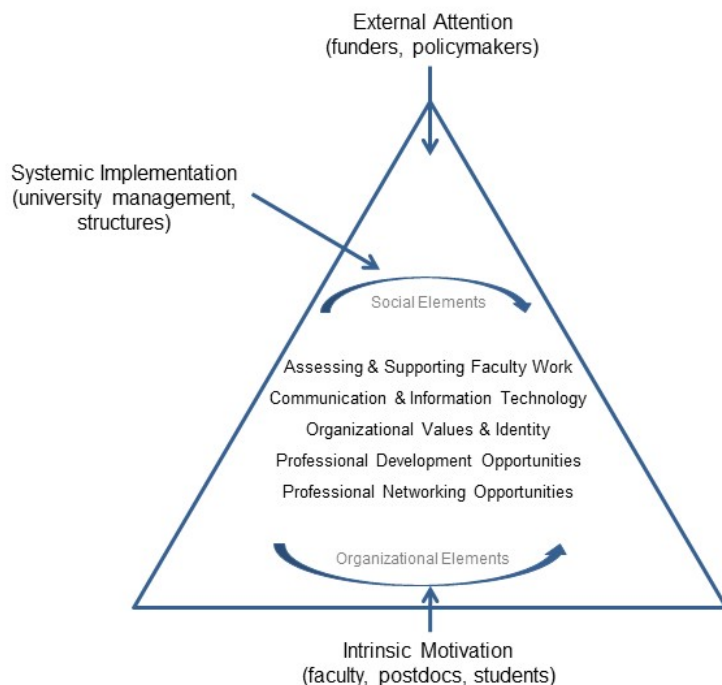 External Attention
(funders, policymakers)
Systemic Implementation
(university management,
structures)
Social Elements
Assessing & Supporting Faculty Work
Communication & Information Technology
Organizational Values & Identity
Professional Development Opportunities
Professional Networking Opportunities
Organizational Elements
Intrinsic Motivation
(faculty, postdocs, students)